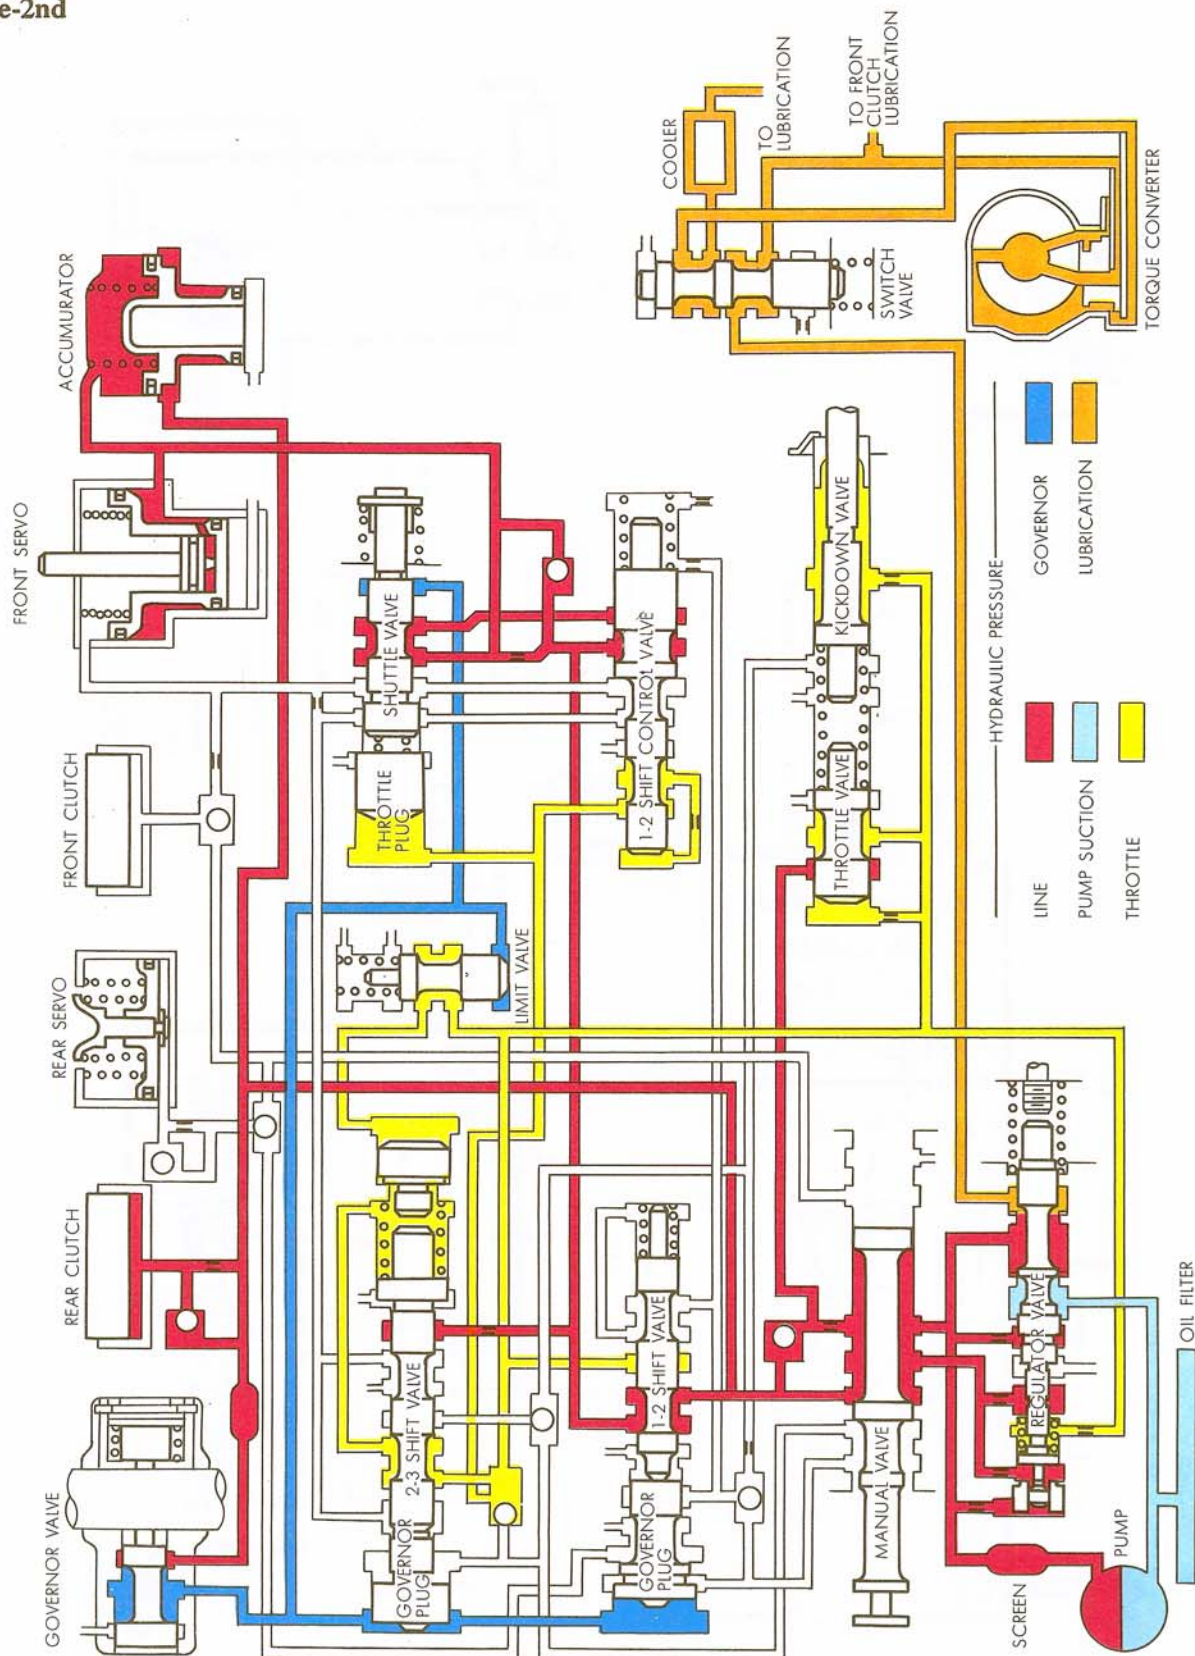 e-2nd
TO LUBRICATION
TO FRONT
CLUTCH
LUBRICATION
COOLER
SWITCH
VALVE
TORQUE CONVERTER
ACCUMURATOR
FRONT SERVO
SHUTTLE VALVE
THROTTLE
PLUG
1-2 SHIFT CONTROL VALVE
KICKDOWN VALVE
THROTTLE VALVE
FRONT CLUTCH
REAR SERVO
LIMIT VALVE
REAR CLUTCH
2-3 SHIFT VALVE
GOVERNOR
PLUG
1-2 SHIFT VALVE
GOVERNOR
PLUG
GOVERNOR VALVE
MANUAL VALVE
REGULATOR VALVE
SCREEN
PUMP
OIL FILTER
HYDRAULIC PRESSURE
LINE
GOVERNOR
PUMP SUCTION
LUBRICATION
THROTTLE